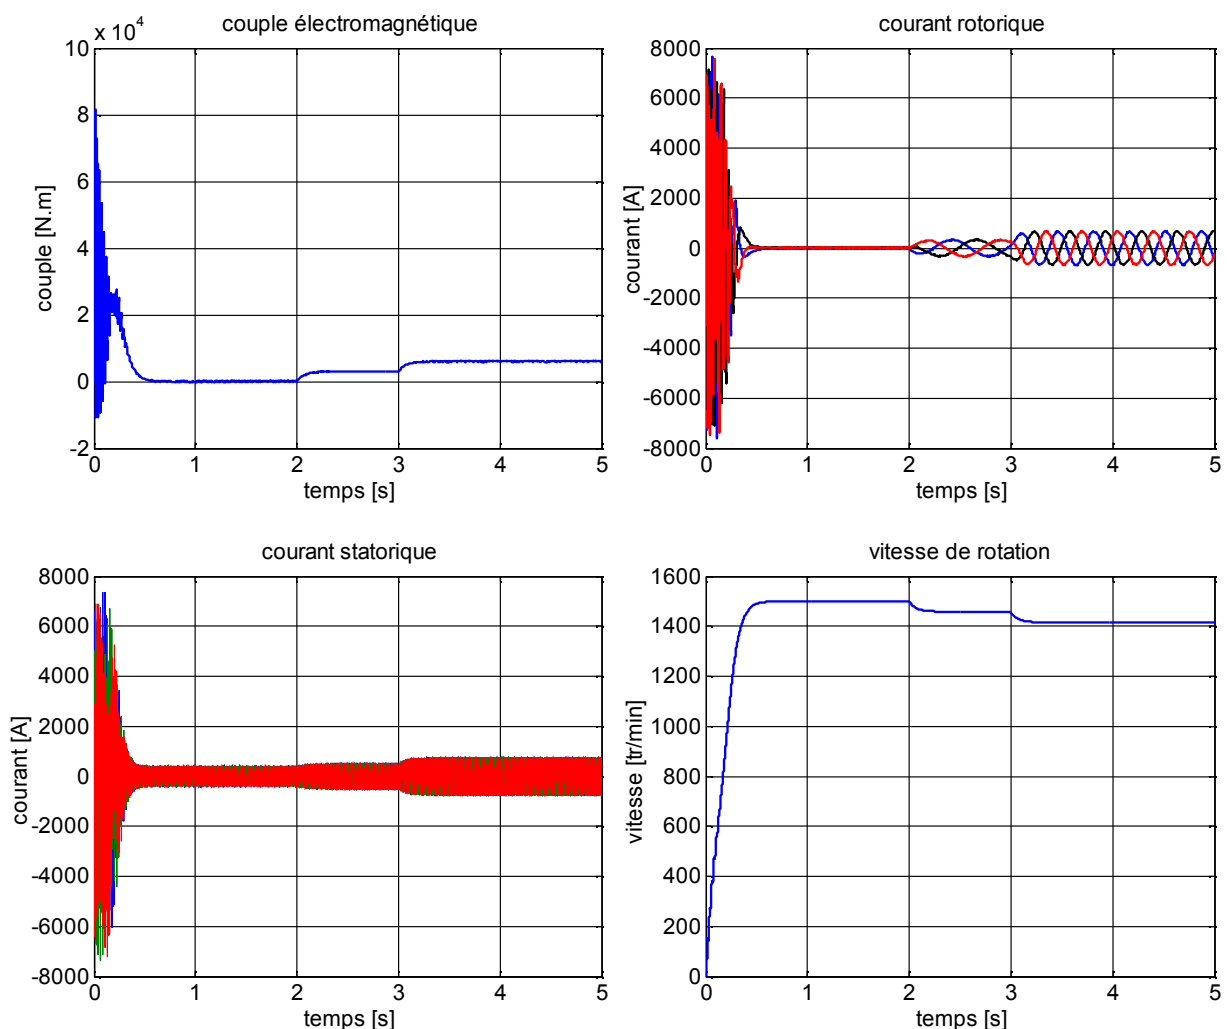 couple électromagnétique
x 10^4
10
8
6
4
2
0
-2
couple [N.m]
0 1 2 3 4 5
temps [s]
courant rotorique
8000
6000
4000
2000
0
-2000
-4000
-6000
-8000
courant [A]
0 1 2 3 4 5
temps [s]
courant statorique
8000
6000
4000
2000
0
-2000
-4000
-6000
-8000
courant [A]
0 1 2 3 4 5
temps [s]
vitesse de rotation
1600
1400
1200
1000
800
600
400
200
0
vitesse [tr/min]
0 1 2 3 4 5
temps [s]